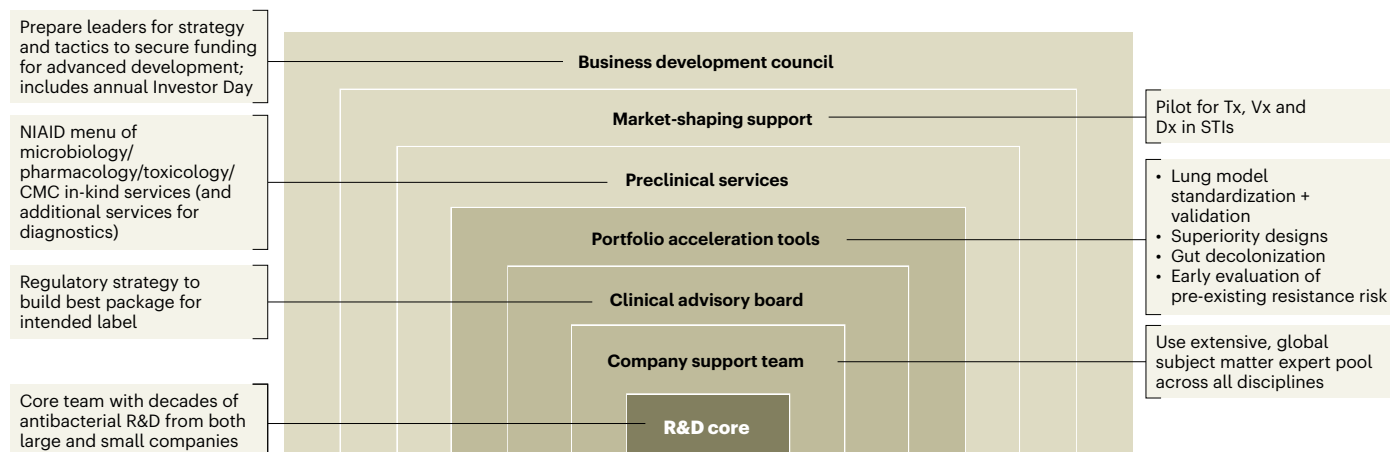 Prepare leaders for strategy
and tactics to secure funding
for advanced development;
includes annual Investor Day
Business development council
Market-shaping support
Pilot for Tx, Vx and
Dx in STIs
NIAID menu of
microbiology/
pharmacology/toxicology/
CMC in-kind services (and
additional services for
diagnostics)
Preclinical services
Portfolio acceleration tools
• Lung model
standardization +
validation
• Superiority designs
• Gut decolonization
• Early evaluation of
pre-existing resistance risk
Regulatory strategy to
build best package for
intended label
Clinical advisory board
Company support team
Use extensive, global
subject matter expert pool
across all disciplines
Core team with decades of
antibacterial R&D from both
large and small companies
R&D core